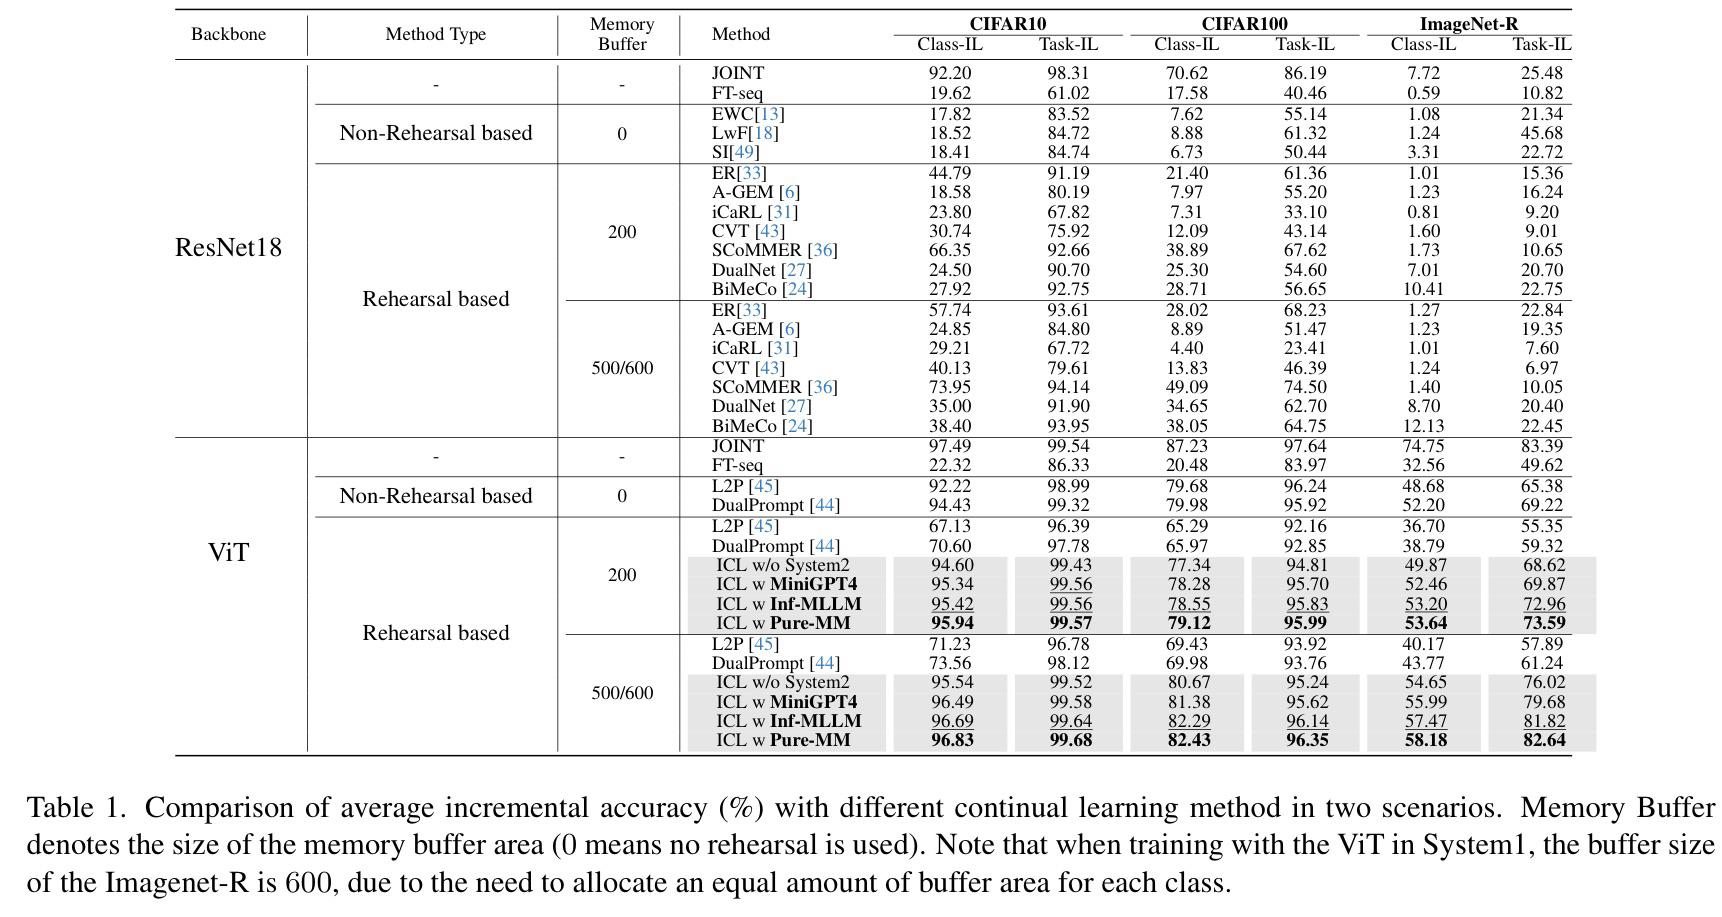 Backbone Method Type Memory Buffer Method CIFAR10 CIFAR100 ImageNet-R
Class-IL Task-IL Class-IL Task-IL Class-IL Task-IL
ResNet18
- -
JOINT 92.20 98.31 70.62 86.19 7.72 25.48
FT-seq 19.62 61.02 17.58 40.46 0.59 10.82
Non-Rehearsal based 0
EWC[13] 17.82 83.52 7.62 55.14 1.08 21.34
LwF[18] 18.52 84.72 8.88 61.32 1.24 45.68
SI[49] 18.41 84.74 6.73 50.44 3.31 22.72
Rehearsal based
200
ER[33] 44.79 91.19 21.40 61.36 1.01 15.36
A-GEM [6] 18.58 80.19 7.97 55.20 1.23 16.24
iCaRL [31] 23.80 67.82 7.31 33.10 0.81 9.20
CVT [43] 30.74 75.92 12.09 43.14 1.60 9.01
SCoMMER [36] 66.35 92.66 38.89 67.62 1.73 10.65
DualNet [27] 24.50 90.70 25.30 54.60 7.01 20.70
BiMeCo [24] 27.92 92.75 28.71 56.65 10.41 22.75
500/600
ER[33] 57.74 93.61 28.02 68.23 1.27 22.84
A-GEM [6] 24.85 84.80 8.89 51.47 1.23 19.35
iCaRL [31] 29.21 67.72 4.40 23.41 1.01 7.60
CVT [43] 40.13 79.61 13.83 46.39 1.24 6.97
SCoMMER [36] 73.95 94.14 49.09 74.50 1.40 10.05
DualNet [27] 35.00 91.90 34.65 62.70 8.70 20.40
BiMeCo [24] 38.40 93.95 38.05 64.75 12.13 22.45
ViT
- -
JOINT 97.49 99.54 87.23 97.64 74.75 83.39
FT-seq 22.32 86.33 20.48 83.97 32.56 49.62
Non-Rehearsal based 0
L2P [45] 92.22 98.99 79.68 96.24 48.68 65.38
DualPrompt [44] 94.43 99.32 79.98 95.92 52.20 69.22
Rehearsal based
200
L2P [45] 67.13 96.39 65.29 92.16 36.70 55.35
DualPrompt [44] 70.60 97.78 65.97 92.85 38.79 59.32
ICL w/o System2 94.60 99.43 77.34 94.81 49.87 68.62
ICL w MiniGPT4 95.34 99.56 78.28 95.70 52.46 69.87
ICL w Inf-MLLM 95.42 99.56 78.55 95.83 53.20 72.96
ICL w Pure-MM 95.94 99.57 79.12 95.99 53.64 73.59
500/600
L2P [45] 71.23 96.78 69.43 93.92 40.17 57.89
DualPrompt [44] 73.56 98.12 69.98 93.76 43.77 61.24
ICL w/o System2 95.54 99.52 80.67 95.24 54.65 76.02
ICL w MiniGPT4 96.49 99.58 81.38 95.62 55.99 79.68
ICL w Inf-MLLM 96.69 99.64 82.29 96.14 57.47 81.82
ICL w Pure-MM 96.83 99.68 82.43 96.35 58.18 82.64
Table 1. Comparison of average incremental accuracy (%) with different continual learning method in two scenarios. Memory Buffer
denotes the size of the memory buffer area (0 means no rehearsal is used). Note that when training with the ViT in System1, the buffer size
of the Imagenet-R is 600, due to the need to allocate an equal amount of buffer area for each class.